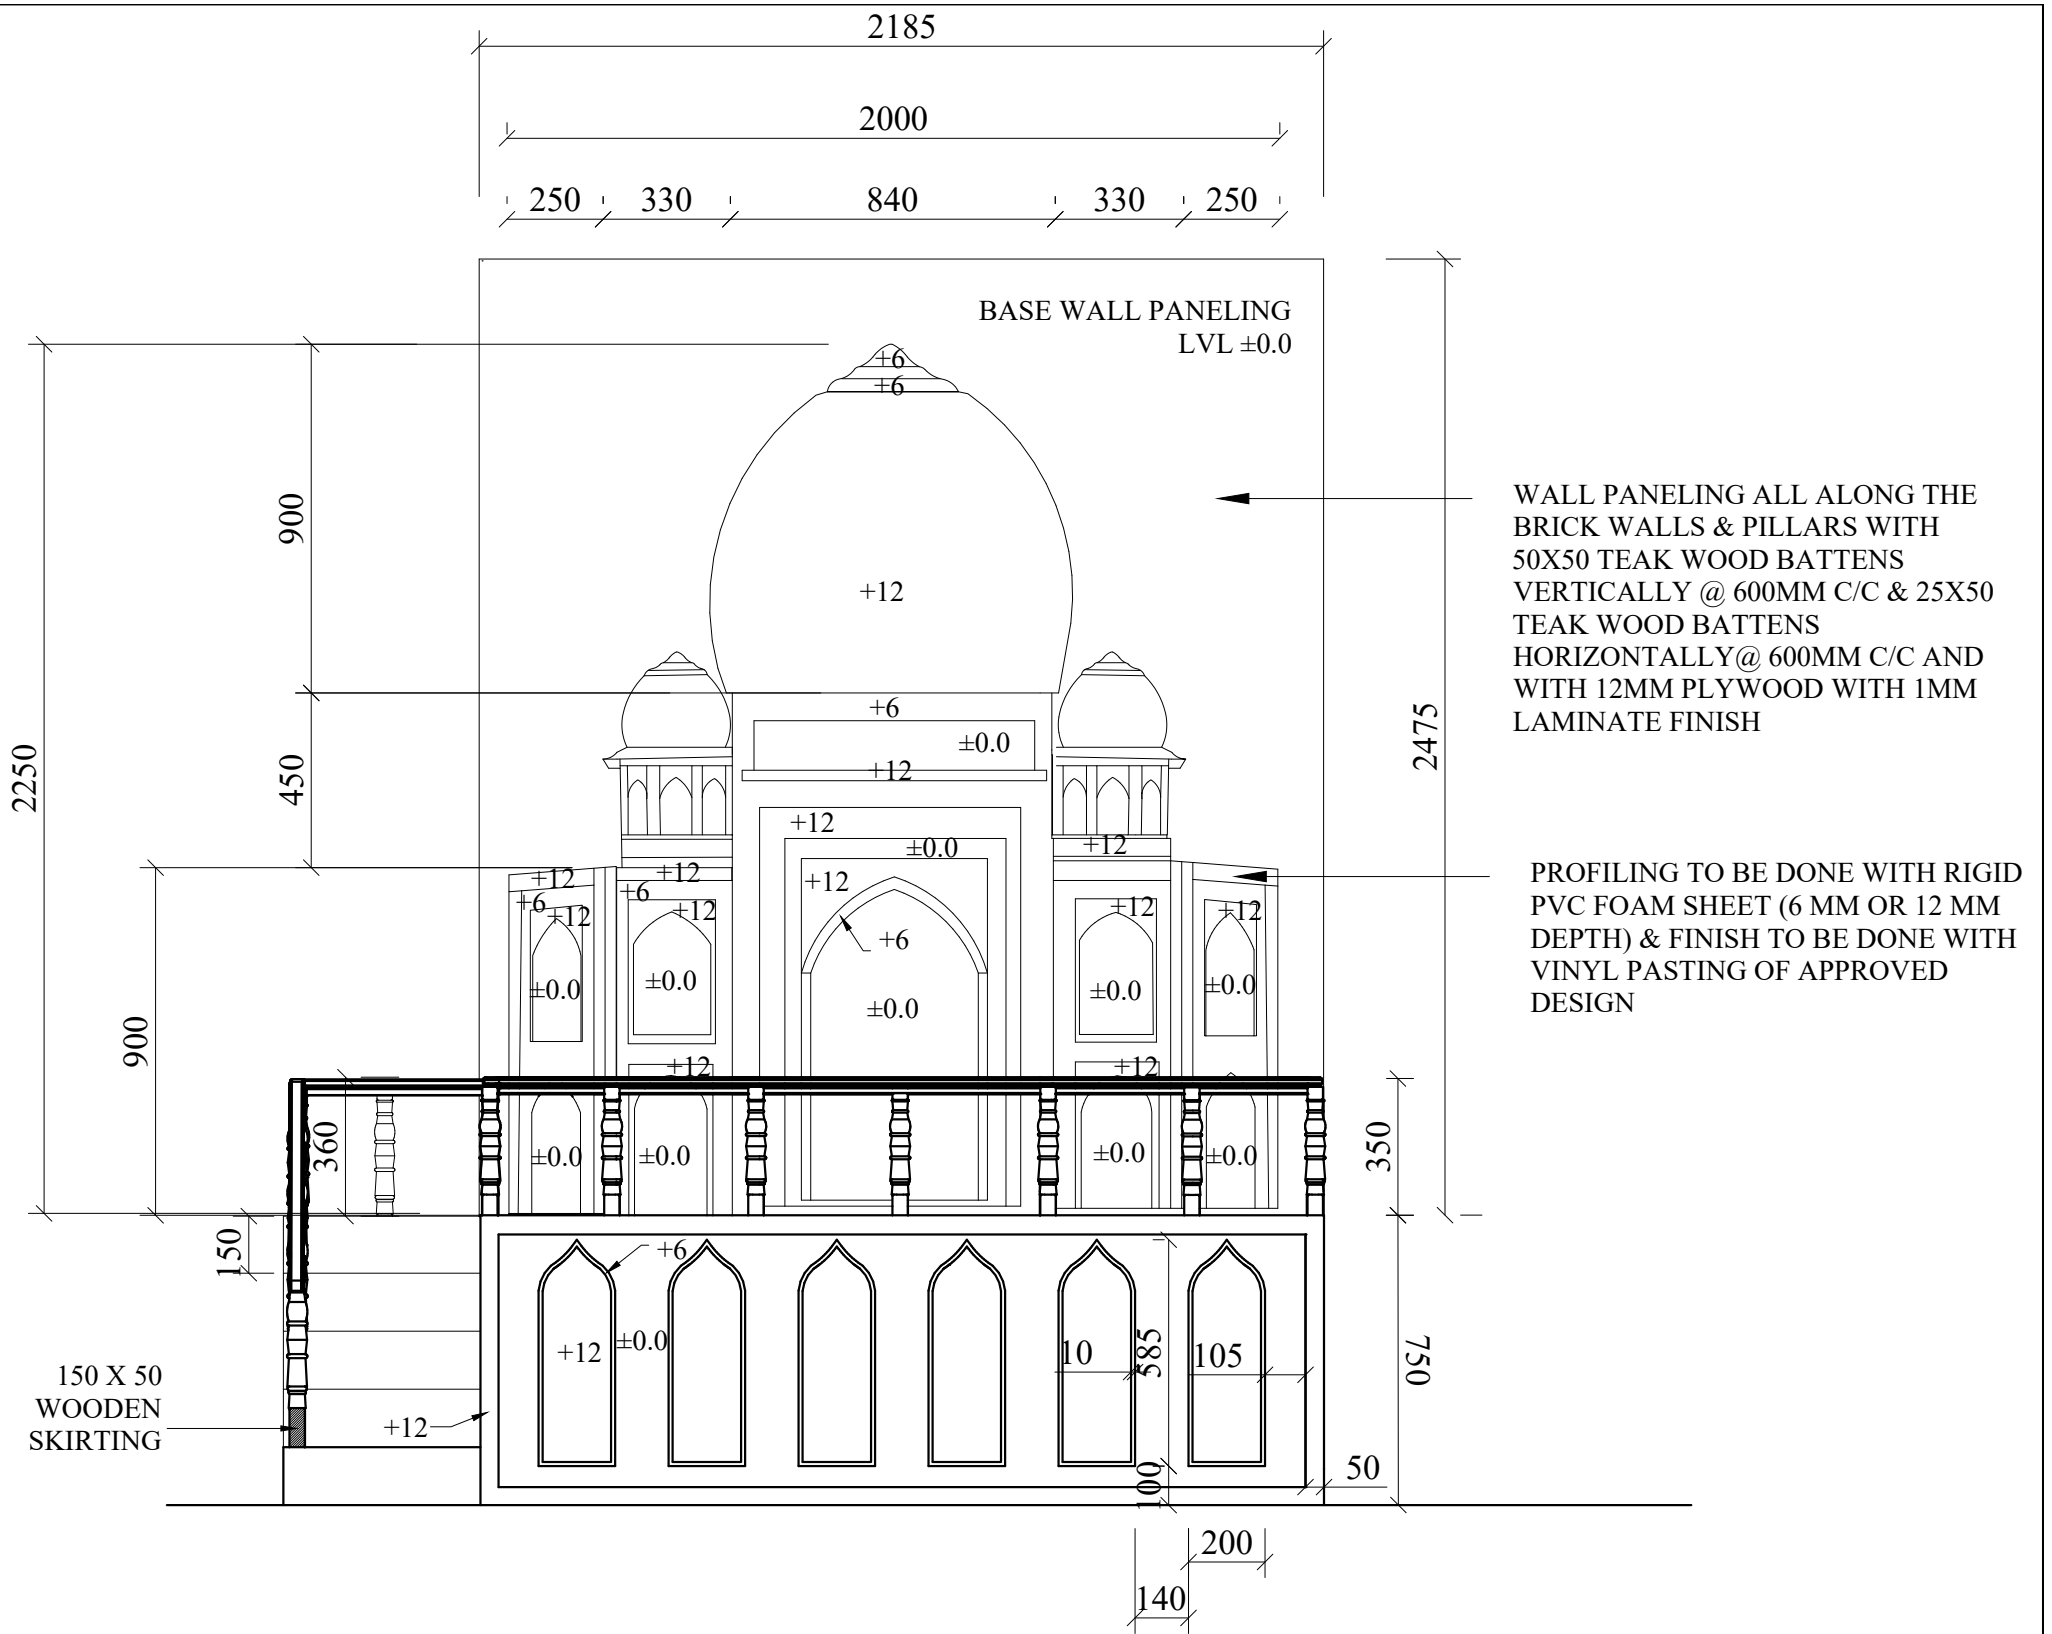 2185
2000
250 330 840 330 250
BASE WALL PANELING
LVL ±0.0
+6
+6
900
WALL PANELING ALL ALONG THE
BRICK WALLS & PILLARS WITH
50X50 TEAK WOOD BATTENS
VERTICALLY @ 600MM C/C & 25X50
TEAK WOOD BATTENS
HORIZONTALLY@ 600MM C/C AND
WITH 12MM PLYWOOD WITH 1MM
LAMINATE FINISH
+12
+6
±0.0
+12
2250
450
2475
+12
±0.0
+12
+12
+12
+12
+6
+12
+6
+12
+12
+12
+12
PROFILING TO BE DONE WITH RIGID
PVC FOAM SHEET (6 MM OR 12 MM
DEPTH) & FINISH TO BE DONE WITH
VINYL PASTING OF APPROVED
DESIGN
+6
±0.0
±0.0
±0.0
±0.0
±0.0
900
+12
+12
360
±0.0
±0.0
±0.0
±0.0
350
150
+6
+12
±0.0
10
585
105
750
150 X 50
WOODEN
SKIRTING
+12
100
50
200
140